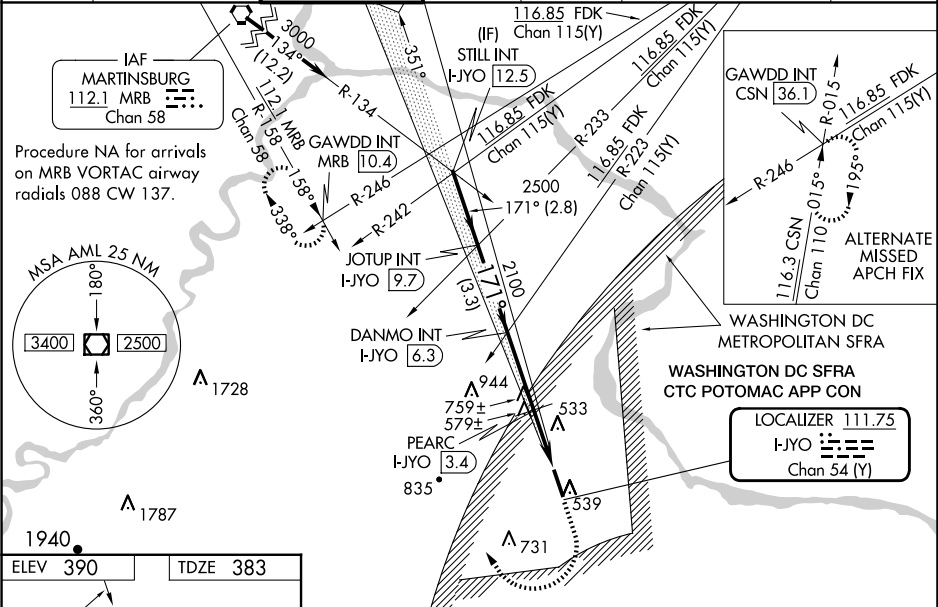 IAF
MARTINSBURG
112.1 MRB
Chan 58
Procedure NA for arrivals
on MRB VORTAC airway
radials 088 CW 137.
3000
134°
(12.2)
R-134
112.1 MRB
R-158
Chan 58
158°
338°
GAWDD INT
MRB 10.4
R-246
R-242
351°
(IF)
STILL INT
I-JYO 12.5
116.85 FDK
Chan 115(Y)
116.85 FDK
Chan 115(Y)
116.85 FDK
Chan 115(Y)
R-233
116.85 FDK
R-223
Chan 115(Y)
2500
171° (2.8)
JOTUP INT
I-JYO 9.7
171°
2100
(3.3)
DANMO INT
I-JYO 6.3
944
759±
579±
533
PEARC
I-JYO 3.4
835
539
731
GAWDD INT
CSN 36.1
R-015
116.85 FDK
Chan 115(Y)
R-246
015°
195°
116.3 CSN
Chan 110
ALTERNATE
MISSED
APCH FIX
WASHINGTON DC
METROPOLITAN SFRA
WASHINGTON DC SFRA
CTC POTOMAC APP CON
LOCALIZER 111.75
I-JYO
Chan 54 (Y)
MSA AML 25 NM
180°
3400
2500
360°
1728
1787
1940
ELEV 390
TDZE 383